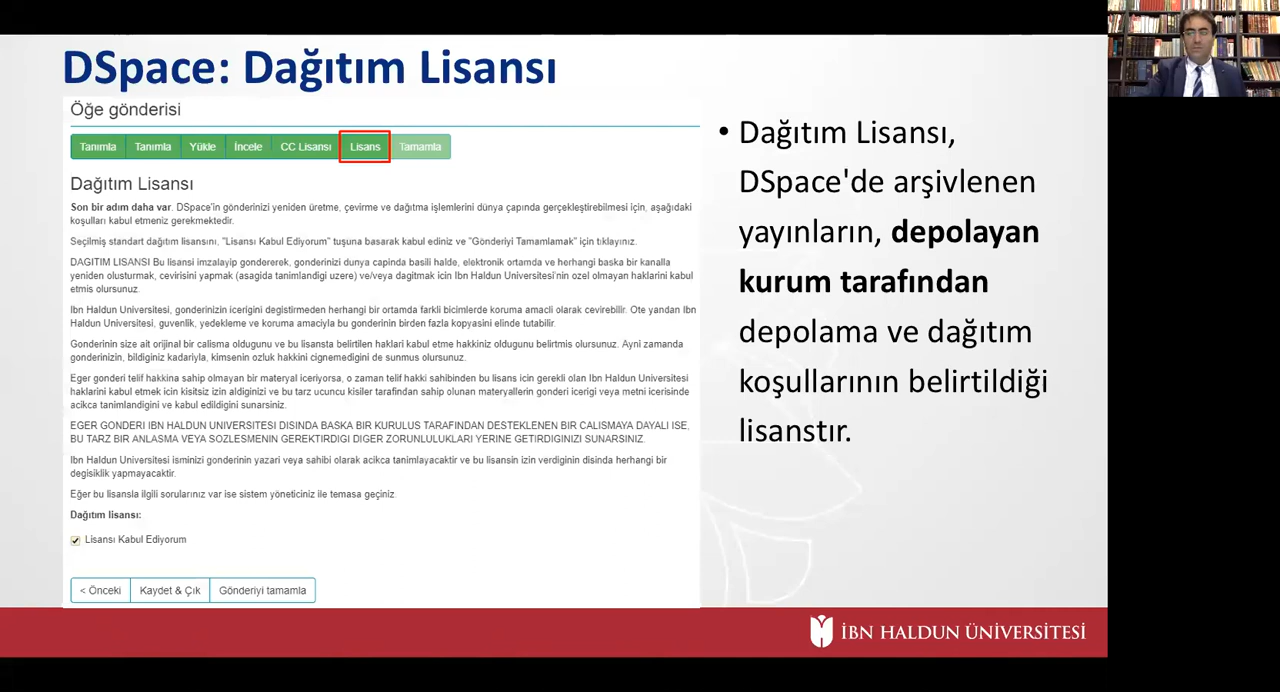 DSpace: Dağıtım Lisansı
Öğe gönderisi
Tanımla Tanımla Yükle İncele CC Lisansı Lisans Tamamla
Dağıtım Lisansı
Son bir adım daha var. DSpace'in gönderinizi yeniden üretme, çevirme ve dağıtma işlemlerini dünya çapında gerçekleştirebilmesi için, aşağıdaki
koşulları kabul etmeniz gerekmektedir.
Seçilmiş standart dağıtım lisansını, "Lisansı Kabul Ediyorum" tuşuna basarak kabul ediniz ve "Gönderiyi Tamamlamak" için tıklayınız.
DAGITIM LISANSI Bu lisansi imzalayip gondererek, gonderinizi dunya capinda basili halde, elektronik ortamda ve herhangi baska bir kanalla
yeniden olusturmak, cevirisini yapmak (asagida tanimlandigi uzere) ve/veya dagitmak icin Ibn Haldun Universitesi'nin ozel olmayan haklarini kabul
etmis olursunuz.
Ibn Haldun Universitesi, gonderinizin icerigini degistirmeden herhangi bir ortamda farkli bicimlerde koruma amacli olarak cevirebilir. Ote yandan Ibn
Haldun Universitesi, guvenlik, yedekleme ve koruma amaciyla bu gonderinin birden fazla kopyasini elinde tutabilir.
Gonderinin size ait orijinal bir calisma oldugunu ve bu lisansta belirtilen haklari kabul etme hakkiniz oldugunu belirtmis olursunuz. Ayni zamanda
gonderinizin, bildiginiz kadariyla, kimsenin ozluk hakkini cignemedigini de sunmus olursunuz.
Eger gonderi telif hakkina sahip olmayan bir materyal iceriyorsa, o zaman telif hakki sahibinden bu lisans icin gerekli olan Ibn Haldun Universitesi
haklarini kabul etmek icin kisitsiz izin aldiginizi ve bu tarz ucuncu kisiler tarafindan sahip olunan materyallerin gonderi icerigi veya metni icerisinde
acikca tanimlandigini ve kabul edildigini sunarsiniz.
EGER GONDERI IBN HALDUN UNIVERSITESI DISINDA BASKA BIR KURULUS TARAFINDAN DESTEKLENEN BIR CALISMAYA DAYALI ISE,
BU TARZ BIR ANLASMA VEYA SOZLESMENIN GEREKTIRDIGI DIGER ZORUNLULUKLARI YERINE GETIRDIGINIZI SUNARSINIZ.
Ibn Haldun Universitesi isminizi gonderinin yazari veya sahibi olarak acikca tanimlayacaktir ve bu lisansin izin verdiginin disinda herhangi bir
degisiklik yapmayacaktir.
Eğer bu lisansla ilgili sorularınız var ise sistem yöneticiniz ile temasa geçiniz.
Dağıtım lisansı:
Lisansı Kabul Ediyorum
< Önceki Kaydet & Çık Gönderiyi tamamla
• Dağıtım Lisansı,
DSpace'de arşivlenen
yayınların, depolayan
kurum tarafından
depolama ve dağıtım
koşullarının belirtildiği
lisanstır.
İBN HALDUN ÜNİVERSİTESİ